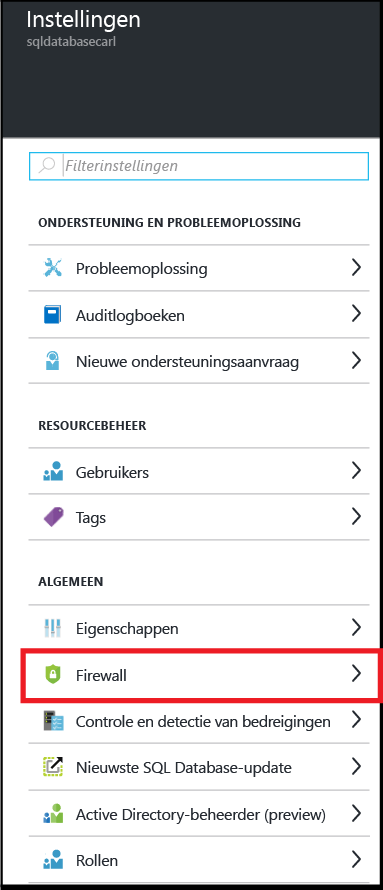 Instellingen
sqldatabasecarl
Filterinstellingen
ONDERSTEUNING EN PROBLEEMOPLOSSING
Probleemoplossing
Auditlogboeken
Nieuwe ondersteuningsaanvraag
RESOURCEBEHEER
Gebruikers
Tags
ALGEMEEN
Eigenschappen
Firewall
Controle en detectie van bedreigingen
Nieuwste SQL Database-update
Active Directory-beheerder (preview)
Rollen